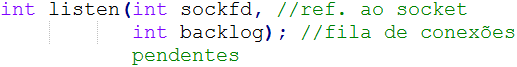 int listen(int sockfd, //ref. ao socket
int backlog); //fila de conexões
pendentes